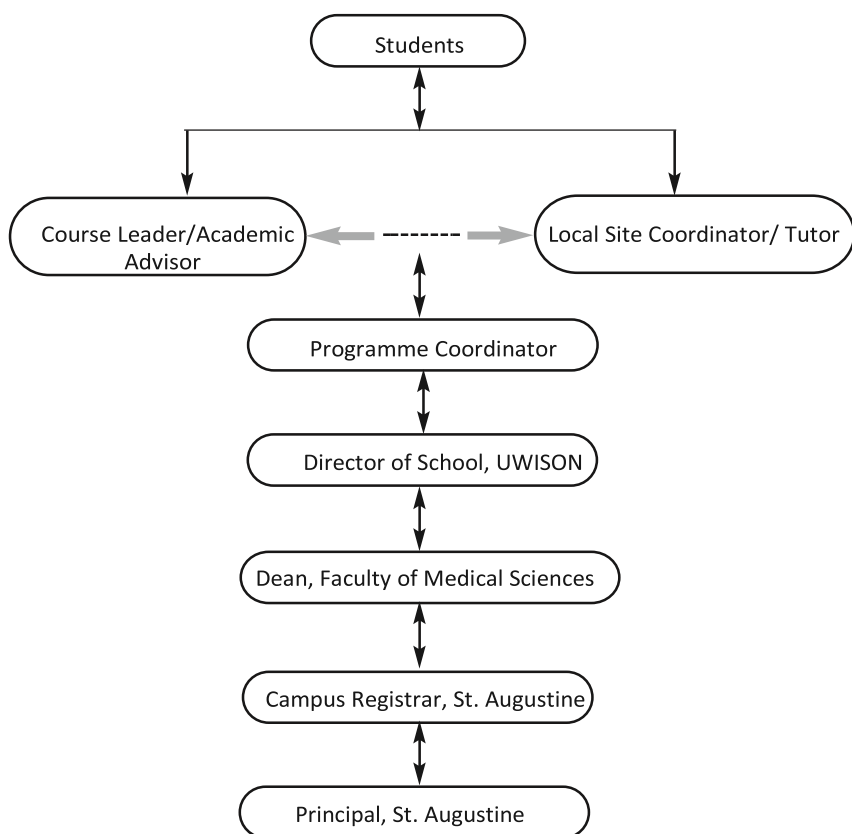 Students
Course Leader/Academic
Advisor
Local Site Coordinator/ Tutor
Programme Coordinator
Director of School, UWISON
Dean, Faculty of Medical Sciences
Campus Registrar, St. Augustine
Principal, St. Augustine